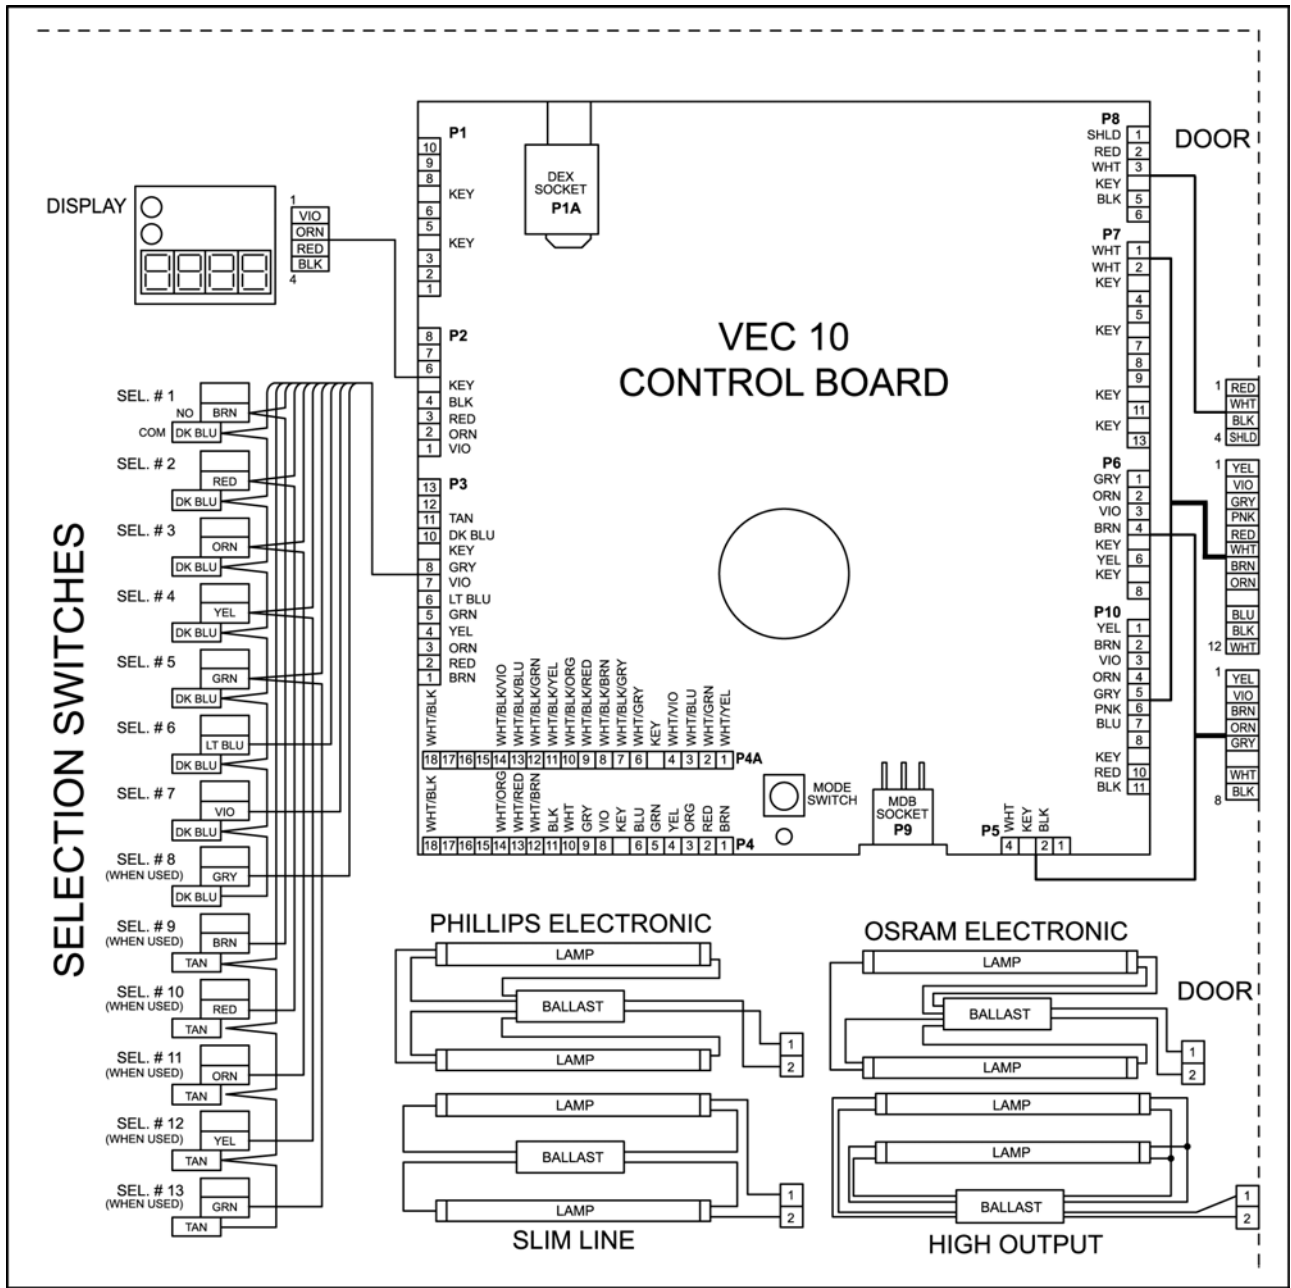 DISPLAY
1
VIO
ORN
RED
BLK
4
P1
10
9
8
KEY
6
5
KEY
3
2
1
DEX
SOCKET
P1A
P2
8
7
6
KEY
4 BLK
3 RED
2 ORN
1 VIO
P3
13
12
11 TAN
10 DK BLU
KEY
8 GRY
7 VIO
6 LT BLU
5 GRN
4 YEL
3 ORN
2 RED
1 BRN
VEC 10
CONTROL BOARD
P8
SHLD 1
RED 2
WHT 3
KEY
BLK 5
6
P7
WHT 1
WHT 2
KEY
4
5
KEY
7
8
9
KEY
11
KEY
13
P6
GRY 1
ORN 2
VIO 3
BRN 4
KEY
YEL 6
KEY
8
P10
YEL 1
BRN 2
VIO 3
ORN 4
GRY 5
PNK 6
BLU 7
8
KEY
RED 10
BLK 11
DOOR
1 RED
WHT
BLK
4 SHLD
1 YEL
VIO
GRY
PNK
RED
WHT
BRN
ORN
BLU
BLK
12 WHT
1 YEL
VIO
BRN
ORN
GRY
WHT
8 BLK
SELECTION SWITCHES
SEL. # 1
NO BRN
COM DK BLU
SEL. # 2
RED
DK BLU
SEL. # 3
ORN
DK BLU
SEL. # 4
YEL
DK BLU
SEL. # 5
GRN
DK BLU
SEL. # 6
LT BLU
DK BLU
SEL. # 7
VIO
DK BLU
SEL. # 8
(WHEN USED)
GRY
DK BLU
SEL. # 9
(WHEN USED)
BRN
TAN
SEL. # 10
(WHEN USED)
RED
TAN
SEL. # 11
(WHEN USED)
ORN
TAN
SEL. # 12
(WHEN USED)
YEL
TAN
SEL. # 13
(WHEN USED)
GRN
TAN
WHT/BLK WHT/BLK/VIO WHT/BLK/BLU WHT/BLK/GRN WHT/BLK/YEL WHT/BLK/ORG WHT/BLK/RED WHT/BLK/BRN WHT/BLK/GRY WHT/GRY KEY WHT/VIO WHT/BLU WHT/GRN WHT/YEL
18 17 16 15 14 13 12 11 10 9 8 7 6 4 3 2 1 P4A
WHT/BLK WHT/ORG WHT/RED WHT/BRN BLK WHT GRY VIO KEY BLU GRN YEL ORG RED BRN
18 17 16 15 14 13 12 11 10 9 8 6 5 4 3 2 1 P4
MODE
SWITCH
MDB
SOCKET
P9
P5
WHT KEY BLK
4 2 1
PHILLIPS ELECTRONIC
LAMP
BALLAST
LAMP
1
2
LAMP
BALLAST
LAMP
1
2
SLIM LINE
OSRAM ELECTRONIC
LAMP
BALLAST
LAMP
1
2
DOOR
LAMP
LAMP
BALLAST
1
2
HIGH OUTPUT